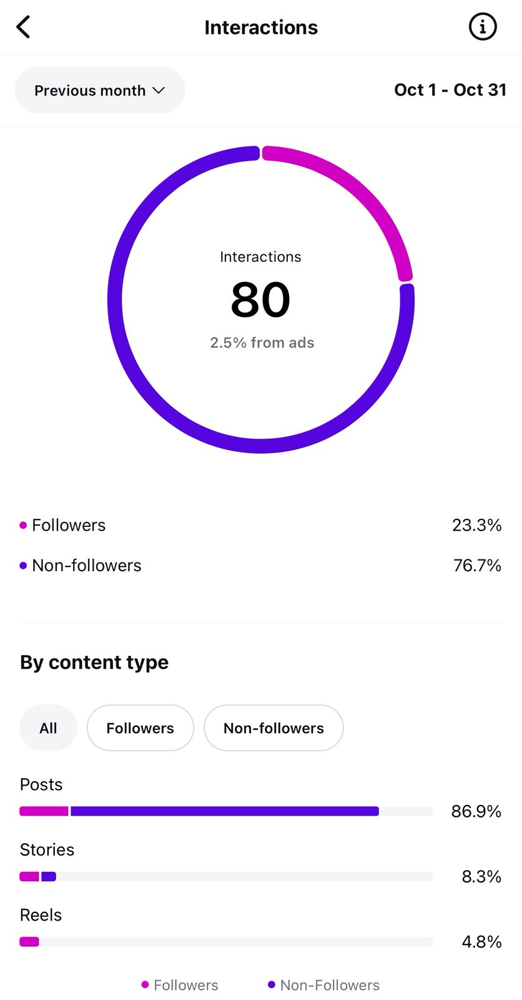 Interactions
Previous month
Oct 1 - Oct 31
Interactions
80
2.5% from ads
Followers 23.3%
Non-followers 76.7%
By content type
All Followers Non-followers
Posts
86.9%
Stories
8.3%
Reels
4.8%
Followers Non-Followers